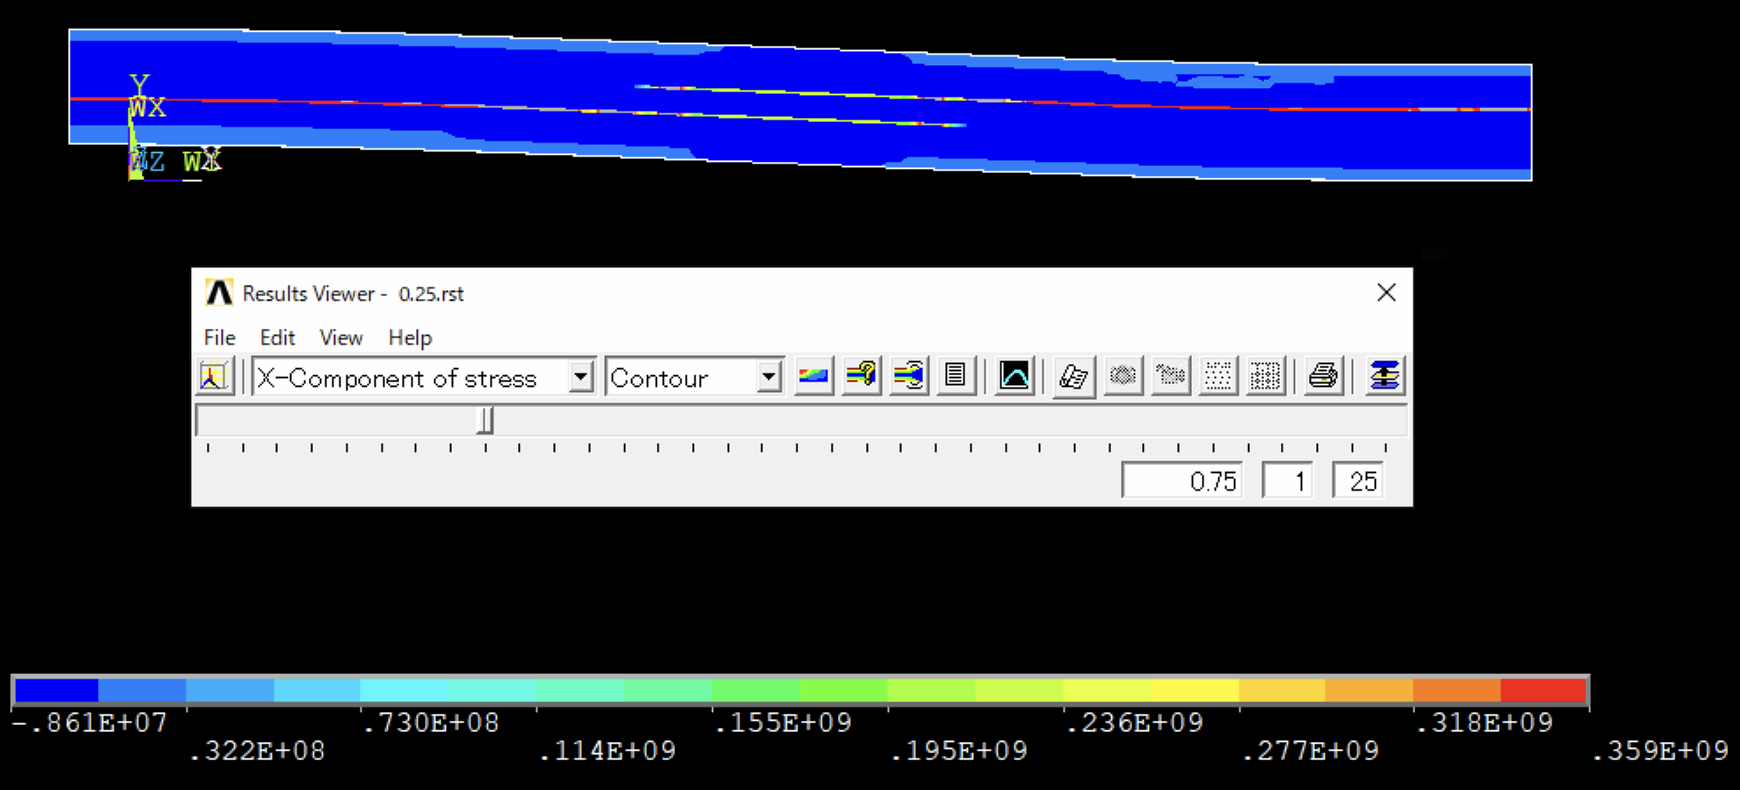 Y
WX
WZ WX
Results Viewer - 0.25.rst
File Edit View Help
X-Component of stress Contour
0.75 1 25
-.861E+07 .730E+08 .155E+09 .236E+09 .318E+09
.322E+08 .114E+09 .195E+09 .277E+09 .359E+09